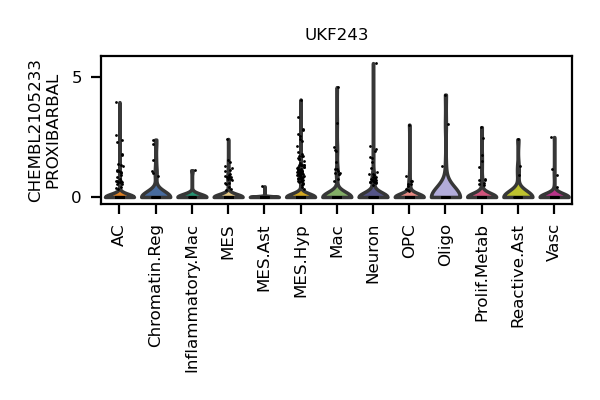 UKF243
CHEMBL2105233
PROXIBARBAL
5
0
AC
Chromatin.Reg
Inflammatory.Mac
MES
MES.Ast
MES.Hyp
Mac
Neuron
OPC
Oligo
Prolif.Metab
Reactive.Ast
Vasc